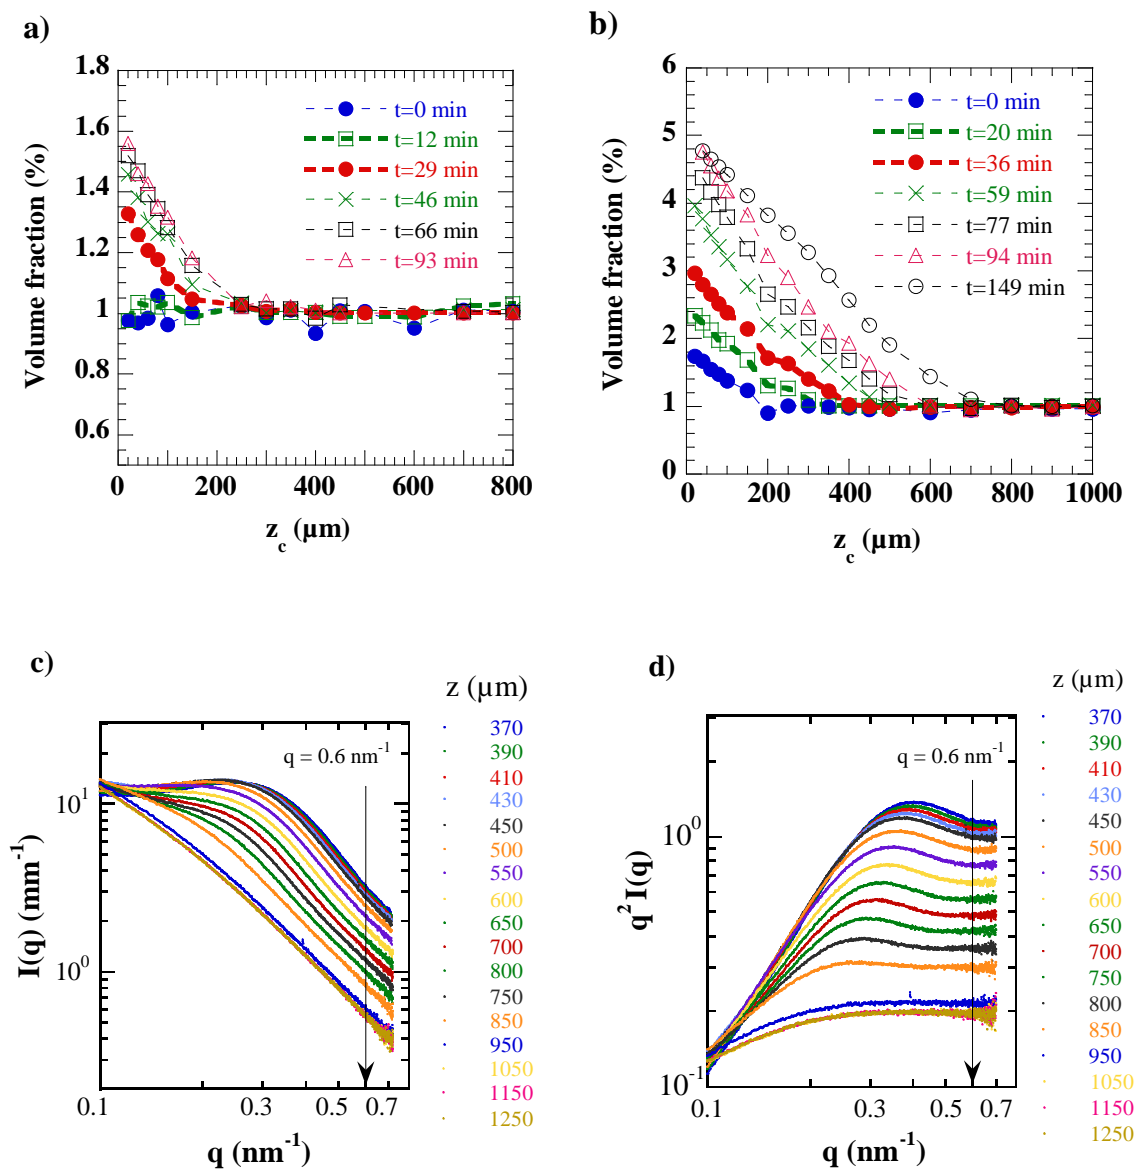 a)
Volume fraction (%)
1.8
1.6
1.4
1.2
1
0.8
0.6
0
200
400
600
800
z_c (µm)
t=0 min
t=12 min
t=29 min
t=46 min
t=66 min
t=93 min
b)
Volume fraction (%)
6
5
4
3
2
1
0
0
200
400
600
800
1000
z_c (µm)
t=0 min
t=20 min
t=36 min
t=59 min
t=77 min
t=94 min
t=149 min
c)
I(q) (nm⁻¹)
10¹
10⁰
0.1
0.3
0.5
0.7
q (nm⁻¹)
q = 0.6 nm⁻¹
z (µm)
370
390
410
430
450
500
550
600
650
700
800
750
850
950
1050
1150
1250
d)
q² I(q)
10⁰
10⁻¹
0.1
0.3
0.5
0.7
q (nm⁻¹)
q = 0.6 nm⁻¹
z (µm)
370
390
410
430
450
500
550
600
650
700
750
800
850
950
1050
1150
1250